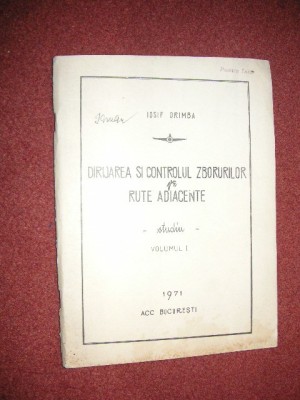 IOSIF DRIMBA
DIRIJAREA SI CONTROLUL ZBORURILOR
pe
RUTE ADIACENTE
- studiu -
VOLUMUL I
1971
ACC BUCUREȘTI